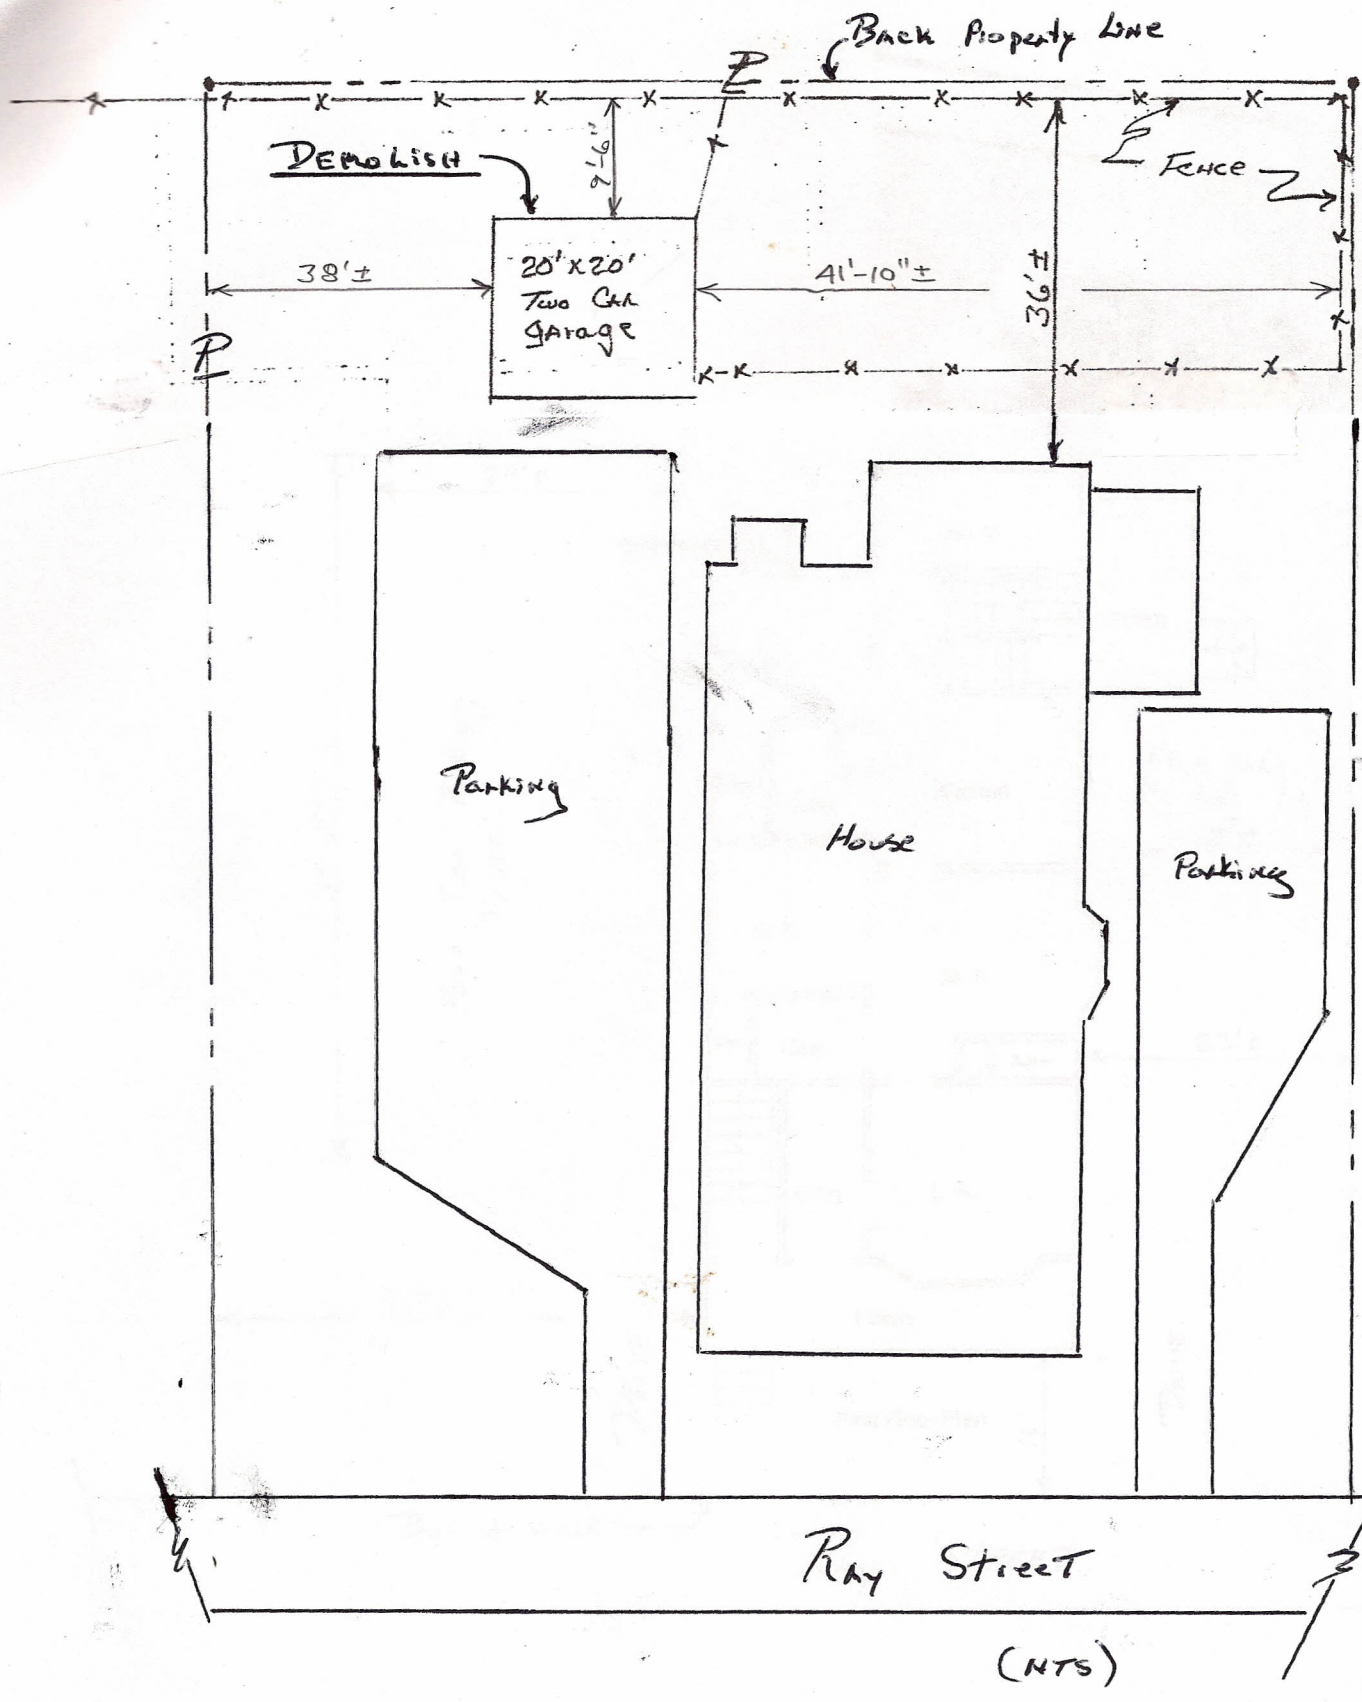 Back Property Line
P
DEMOLISH
9'-6"
Fence
38'±
20'x20'
Two Car
garage
41'-10"±
36'±
P
Parking
House
Parking
Ray Street
(NTS)